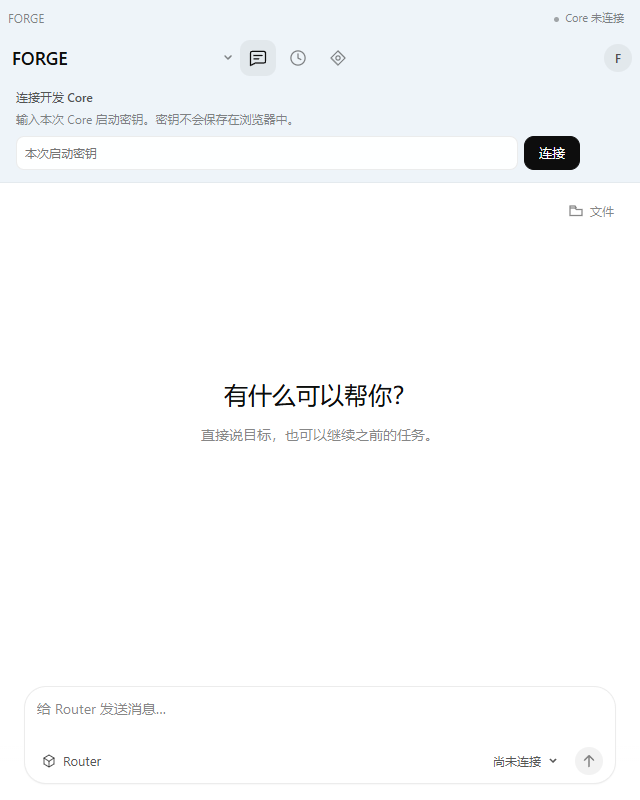 FORGE
Core 未连接
FORGE
F
连接开发 Core
输入本次 Core 启动密钥。密钥不会保存在浏览器中。
本次启动密钥
连接
文件
有什么可以帮你?
直接说目标，也可以继续之前的任务。
给 Router 发送消息...
Router
尚未连接